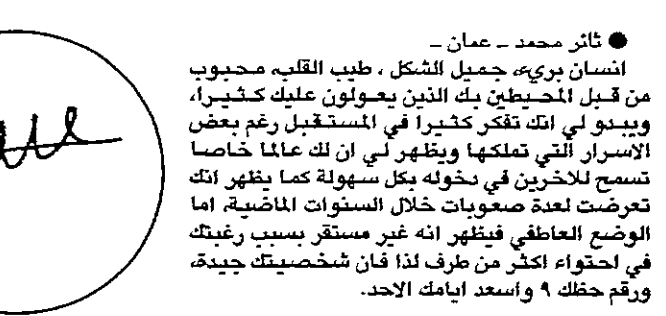 ● ثائر محمد ـ عمان ـ
انسان بريء، جميل الشكل ، طيب القلب، محبوب
من قبل المحيطين بك الذين يعولون عليك كثيرا،
ويبدو لي انك تفكر كثيرا في المستقبل رغم بعض
الاسرار التي تملكها ويظهر لي ان لك عالما خاصا
تسمح للاخرين في دخوله بكل سهولة كما يظهر انك
تعرضت لعدة صعوبات خلال السنوات الماضية، اما
الوضع العاطفي فيظهر انه غير مستقر بسبب رغبتك
في احتواء اكثر من طرف لذا فان شخصيتك جيدة،
ورقم حظك ٩ واسعد ايامك الاحد.